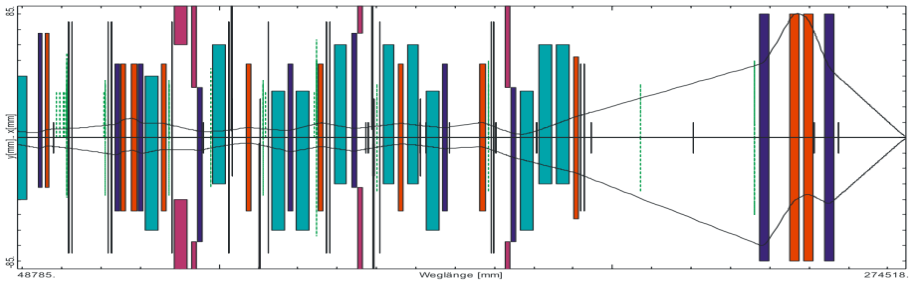 85.
y[mm] - x[mm]
-85.
48785. Weglänge [mm] 274518.